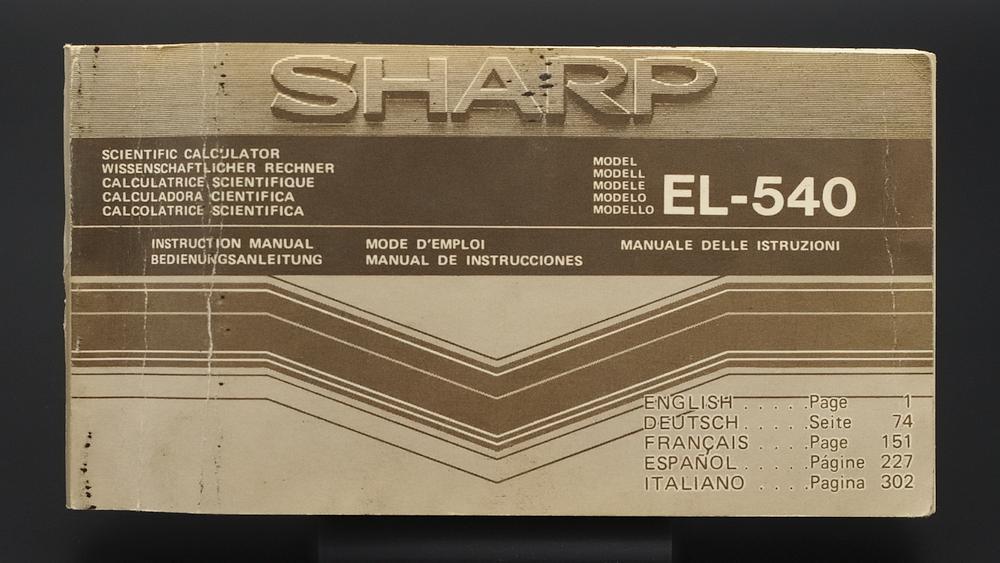 SHARP
SCIENTIFIC CALCULATOR
WISSENSCHAFTLICHER RECHNER
CALCULATRICE SCIENTIFIQUE
CALCULADORA CIENTIFICA
CALCOLATRICE SCIENTIFICA
MODEL
MODELL
MODELE
MODELO
MODELLO
EL-540
INSTRUCTION MANUAL MODE D'EMPLOI MANUALE DELLE ISTRUZIONI
BEDIENUNGSANLEITUNG MANUAL DE INSTRUCCIONES
ENGLISH . . . . .Page 1
DEUTSCH . . . . .Seite 74
FRANÇAIS . . . . .Page 151
ESPAÑOL . . . . .Página 227
ITALIANO . . . .Pagina 302